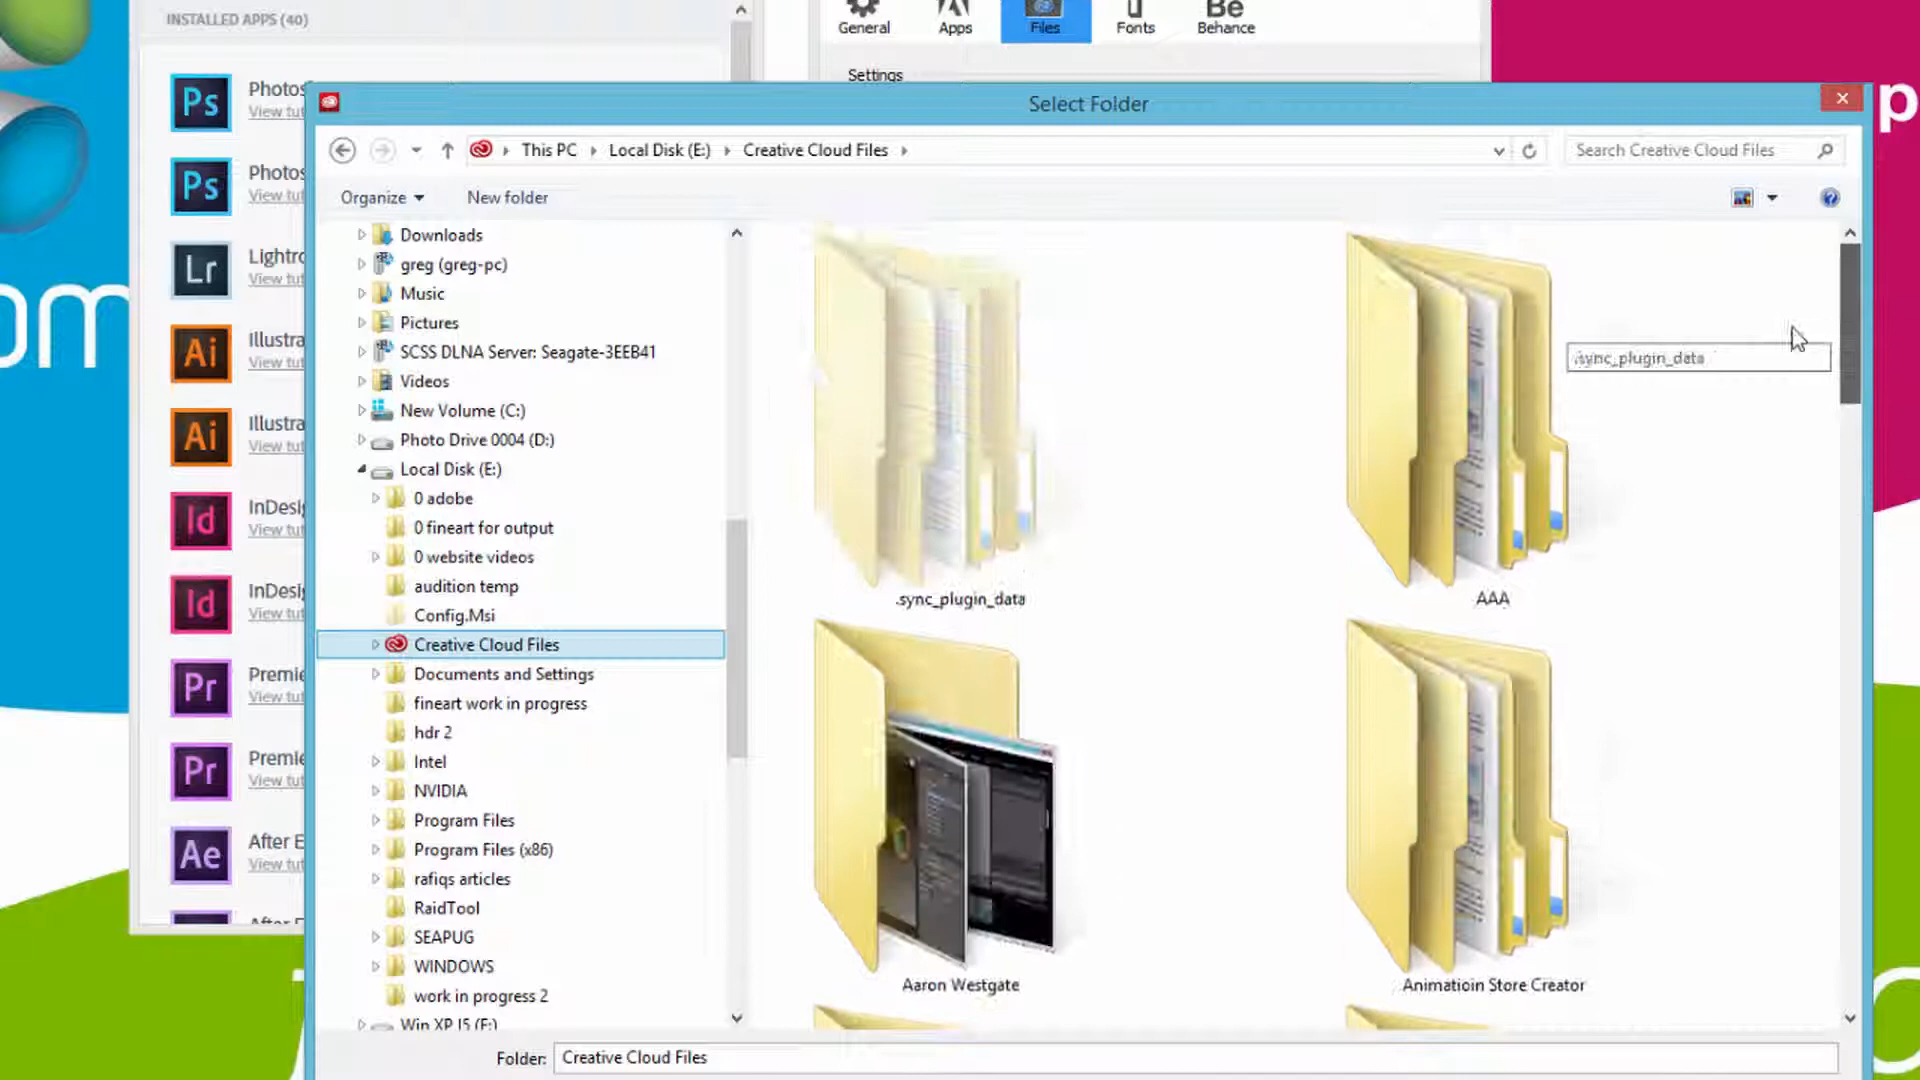 INSTALLED APPS (40)
General
Apps
Files
Fonts
Be
Behance
Settings
Select Folder
This PC
Local Disk (E:)
Creative Cloud Files
Search Creative Cloud Files
Organize
New folder
Ps
Photos
View tut
Ps
Photos
View tut
Lr
Lightro
View tut
Ai
Illustra
View tut
Ai
Illustra
View tut
Id
InDesi
View tut
Id
InDesi
View tut
Pr
Premie
View tut
Pr
Premie
View tut
Ae
After E
View tut
After E
Downloads
greg (greg-pc)
Music
Pictures
SCSS DLNA Server: Seagate-3EEB41
Videos
New Volume (C:)
Photo Drive 0004 (D:)
Local Disk (E:)
0 adobe
0 fineart for output
0 website videos
audition temp
Config.Msi
Creative Cloud Files
Documents and Settings
fineart work in progress
hdr 2
Intel
NVIDIA
Program Files
Program Files (x86)
rafiqs articles
RaidTool
SEAPUG
WINDOWS
work in progress 2
Win XP I5 (F:)
.sync_plugin_data
AAA
.sync_plugin_data
Aaron Westgate
Animatioin Store Creator
Folder:
Creative Cloud Files
om
p